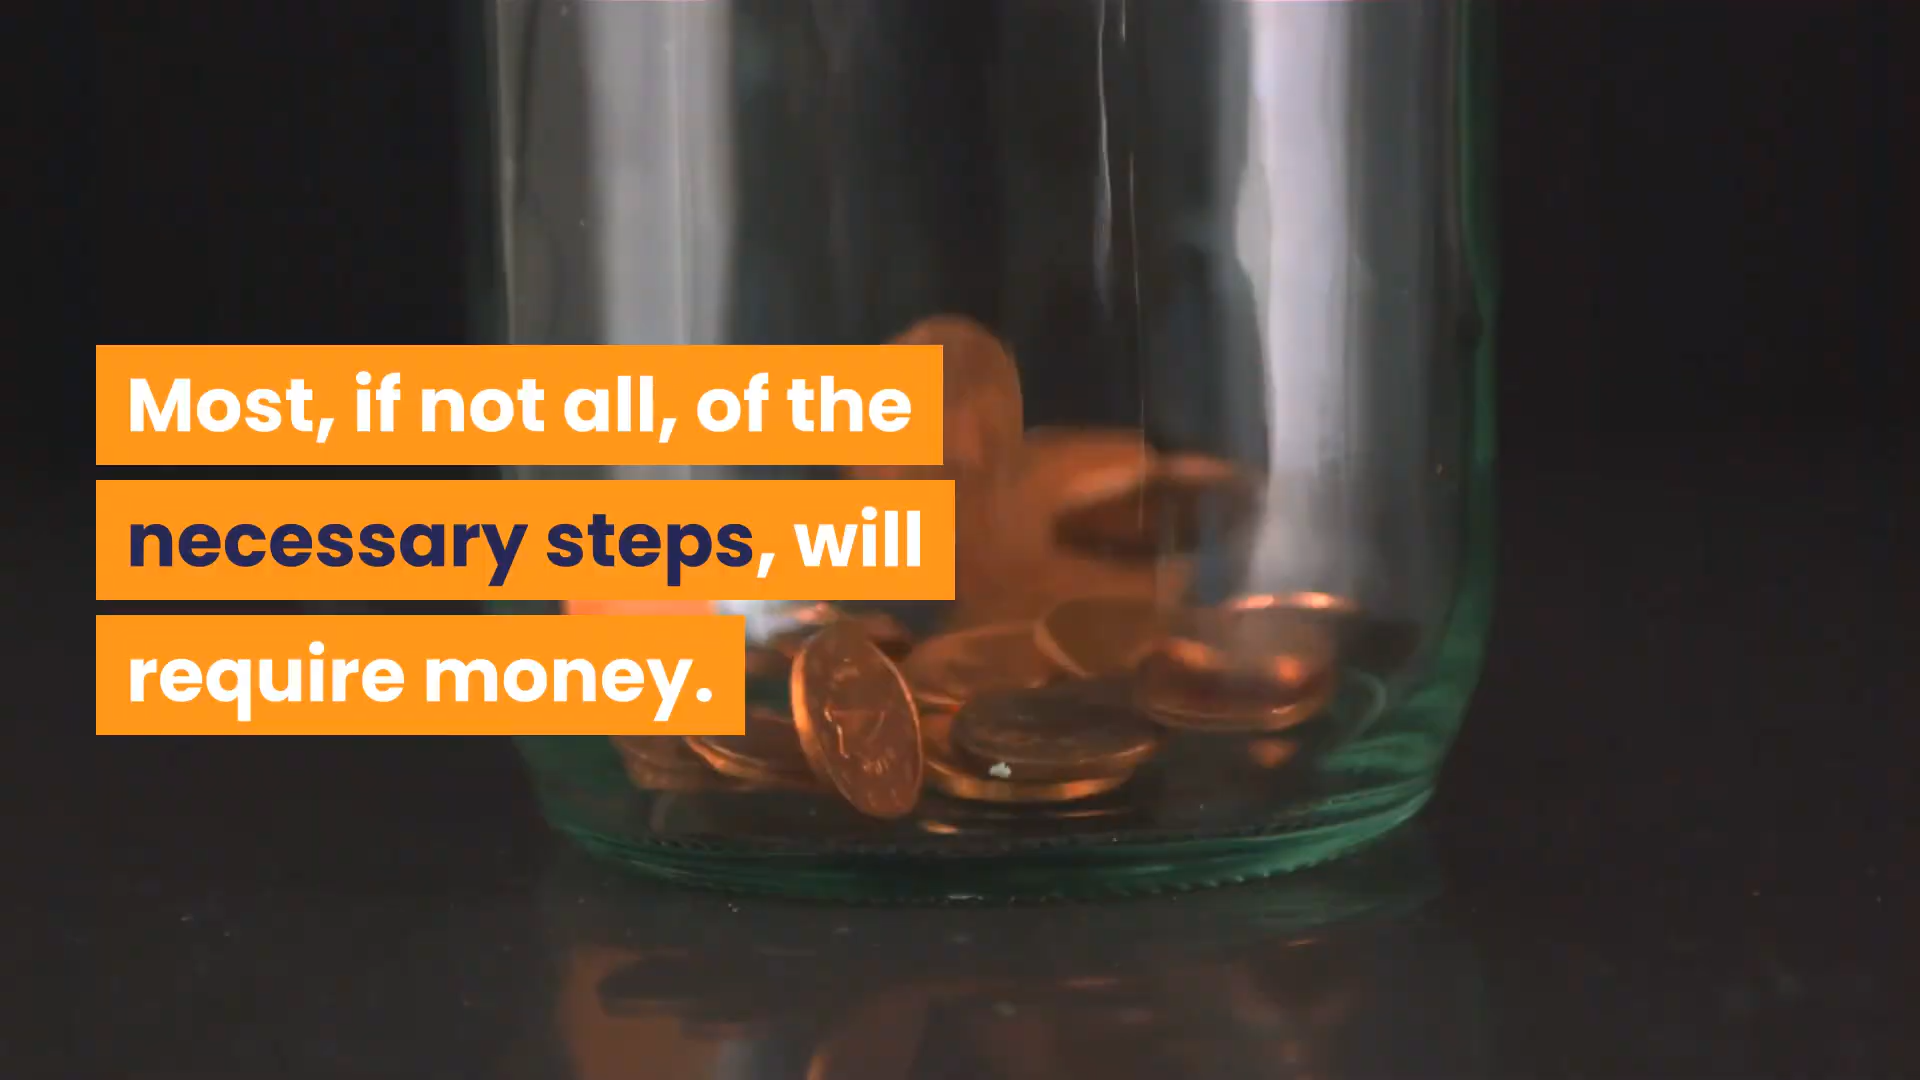 Most, if not all, of the
necessary steps, will
require money.